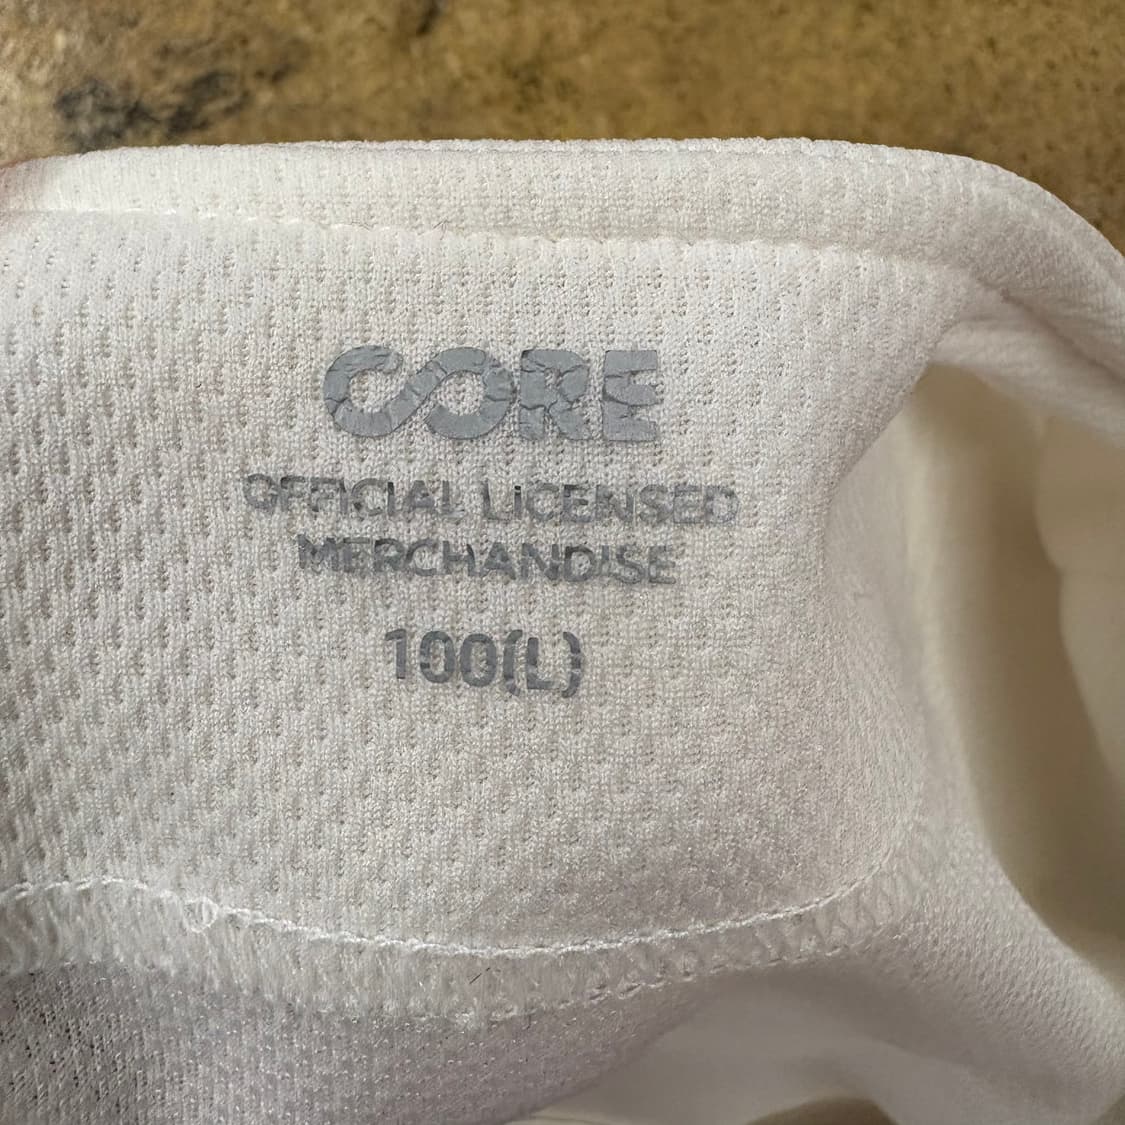 CORE
OFFICIAL LICENSED
MERCHANDISE
100(L)